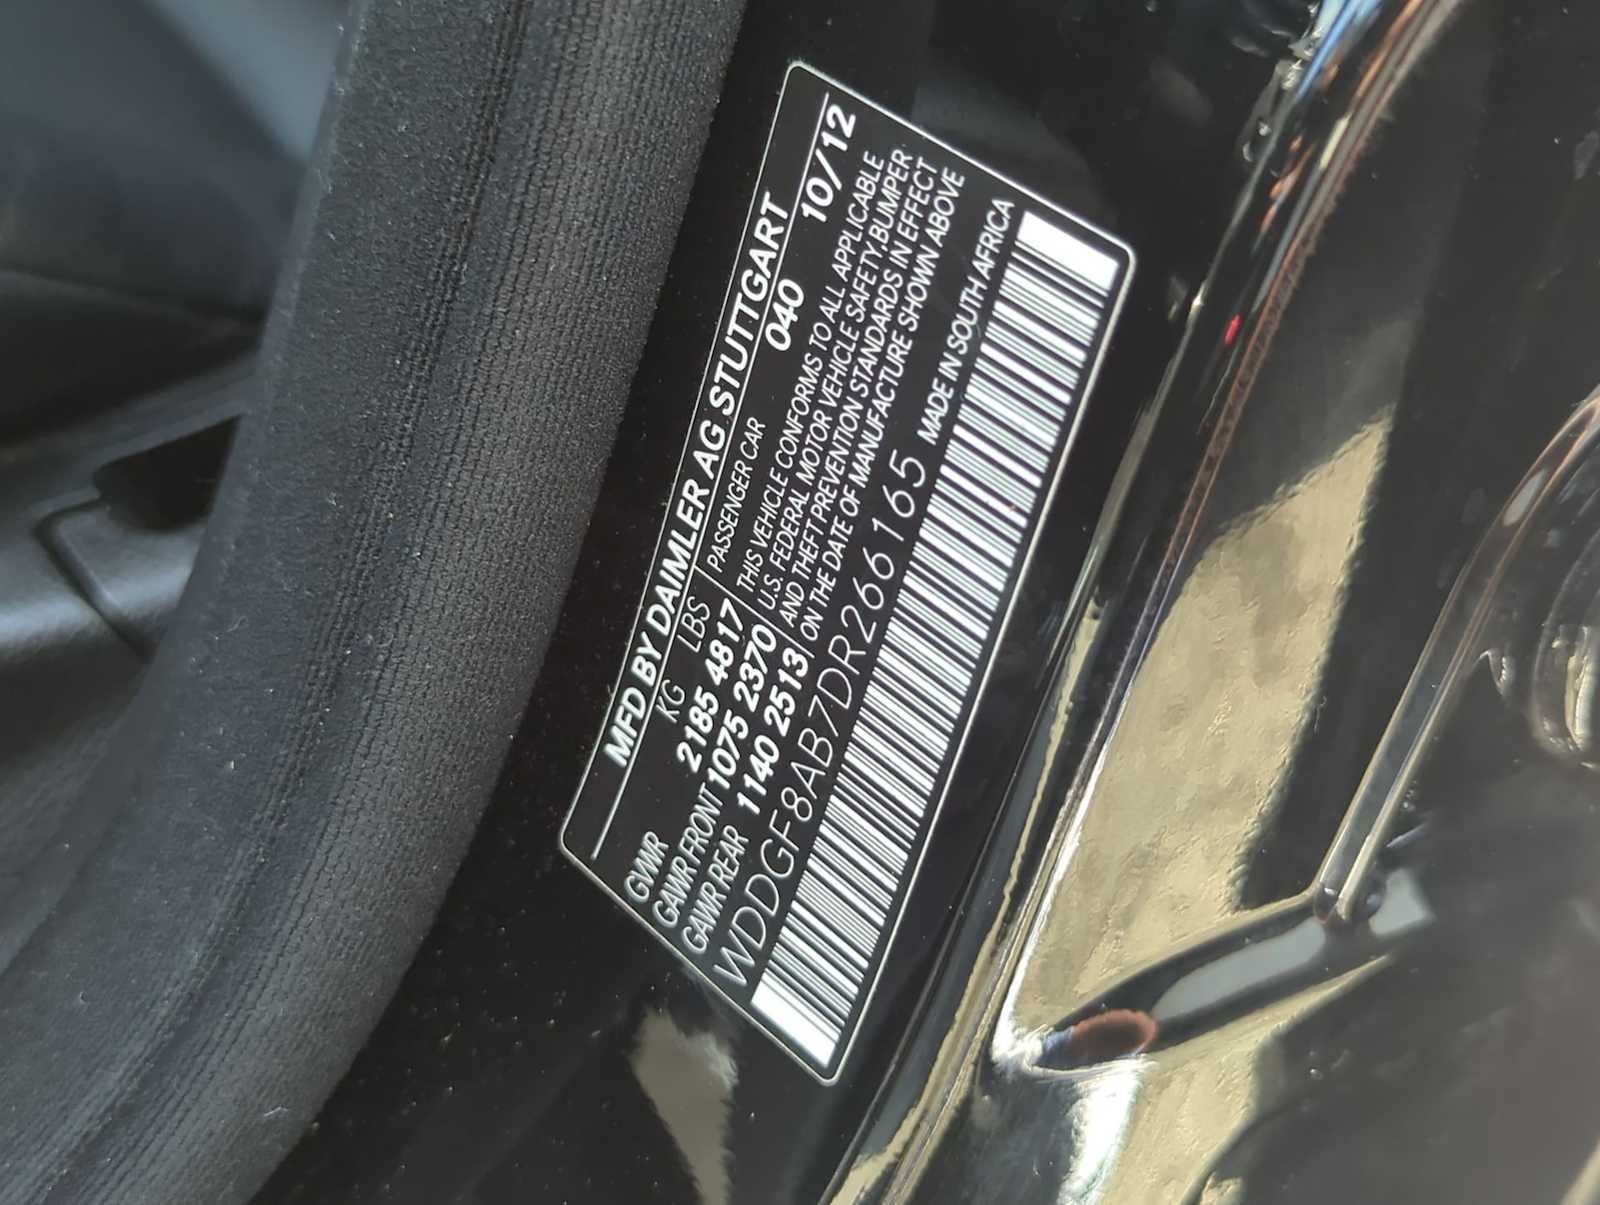 MFD BY DAIMLER AG STUTTGART
KG LBS PASSENGER CAR 040 10/12
GVWR 2185 4817
GAWR FRONT 1075 2370
GAWR REAR 1140 2513
THIS VEHICLE CONFORMS TO ALL APPLICABLE
U.S. FEDERAL MOTOR VEHICLE SAFETY, BUMPER
AND THEFT PREVENTION STANDARDS IN EFFECT
ON THE DATE OF MANUFACTURE SHOWN ABOVE
WDDGF8AB7DR266165 MADE IN SOUTH AFRICA